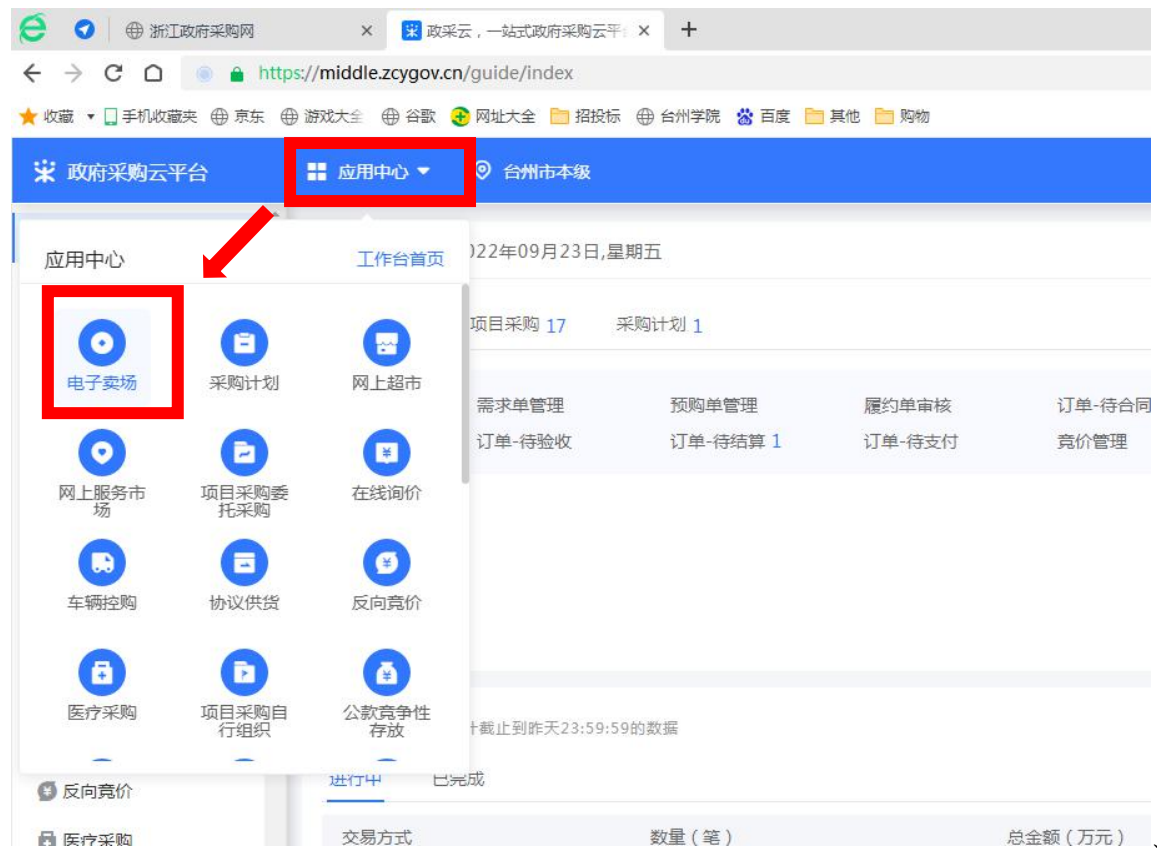 浙江政府采购网
政采云，一站式政府采购云平
https://middle.zcygov.cn/guide/index
收藏 手机收藏夹 京东 游戏大全 谷歌 网址大全 招投标 台州学院 百度 其他 购物
政府采购云平台 应用中心 台州市本级
应用中心 工作台首页
022年09月23日,星期五
项目采购 17 采购计划 1
电子卖场 采购计划 网上超市
需求单管理 预购单管理 履约单审核 订单-待合同
订单-待验收 订单-待结算 1 订单-待支付 竞价管理
网上服务市场 项目采购委托采购 在线询价
车辆控购 协议供货 反向竞价
医疗采购 项目采购自行组织 公款竞争性存放
截止到昨天23:59:59的数据
进行中 已完成
反向竞价
医疗采购
交易方式 数量（笔） 总金额（万元）